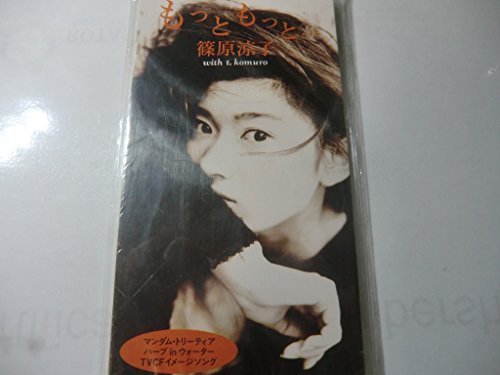 もっともっと…
篠原涼子
with t. komuro
マンダム・トリーティア
ハーブinウォーター
TVCFイメージソング